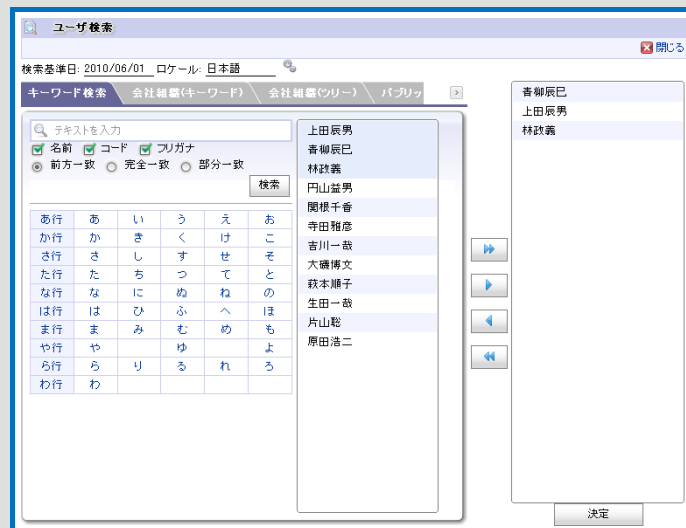 ユーザ検索
閉じる
検索基準日: 2010/06/01 ロケール: 日本語
キーワード検索 会社組織(キーワード) 会社組織(ツリー) パブリッ
テキストを入力
名前 コード フリガナ
前方一致 完全一致 部分一致
検索
あ行 あ い う え お
か行 か き く け こ
さ行 さ し す せ そ
た行 た ち つ て と
な行 な に ぬ ね の
は行 は ひ ふ へ ほ
ま行 ま み む め も
や行 や ゆ よ
ら行 ら り る れ ろ
わ行 わ
上田辰男
青柳辰巳
林政義
円山益男
関根千香
寺田雅彦
吉川一哉
大磯博文
萩本順子
生田一哉
片山聡
原田浩二
青柳辰巳
上田辰男
林政義
決定